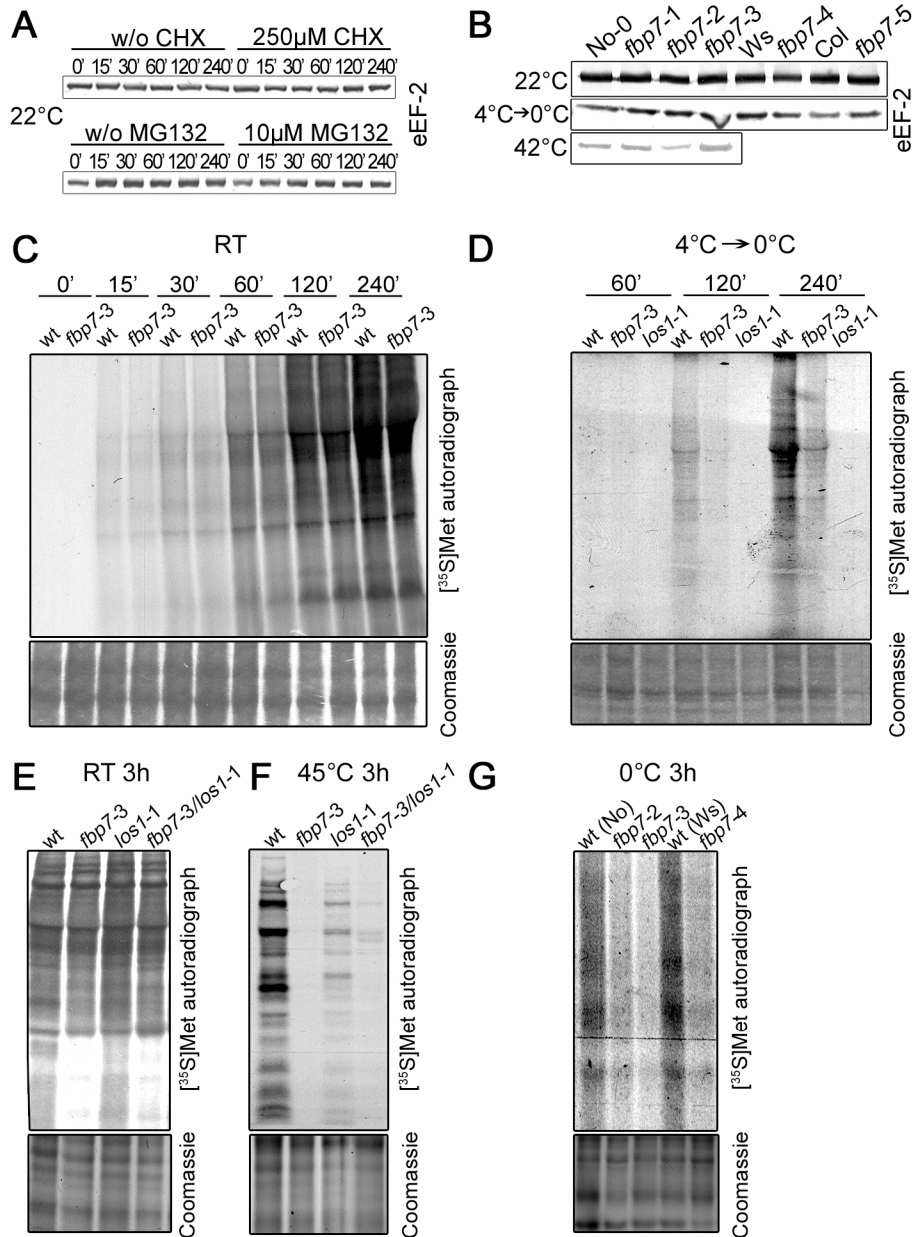 A
w/o CHX 250µM CHX
0' 15' 30' 60' 120' 240' 0' 15' 30' 60' 120' 240'
22°C
w/o MG132 10µM MG132
0' 15' 30' 60' 120' 240' 0' 15' 30' 60' 120' 240'
eEF-2
B
No-0 fbp7-1 fbp7-2 fbp7-3 Ws fbp7-4 Col fbp7-5
22°C
4°C→0°C
42°C
eEF-2
C
RT
0' 15' 30' 60' 120' 240'
wt fbp7-3 wt fbp7-3 wt fbp7-3 wt fbp7-3 wt fbp7-3 wt fbp7-3
[³⁵S]Met autoradiograph
Coomassie
D
4°C → 0°C
60' 120' 240'
wt fbp7-3 los1-1 wt fbp7-3 los1-1 wt fbp7-3 los1-1
[³⁵S]Met autoradiograph
Coomassie
E
RT 3h
wt fbp7-3 los1-1 fbp7-3/los1-1
[³⁵S]Met autoradiograph
Coomassie
F
45°C 3h
wt fbp7-3 los1-1 fbp7-3/los1-1
[³⁵S]Met autoradiograph
Coomassie
G
0°C 3h
wt (No) fbp7-2 fbp7-3 wt (Ws) fbp7-4
[³⁵S]Met autoradiograph
Coomassie